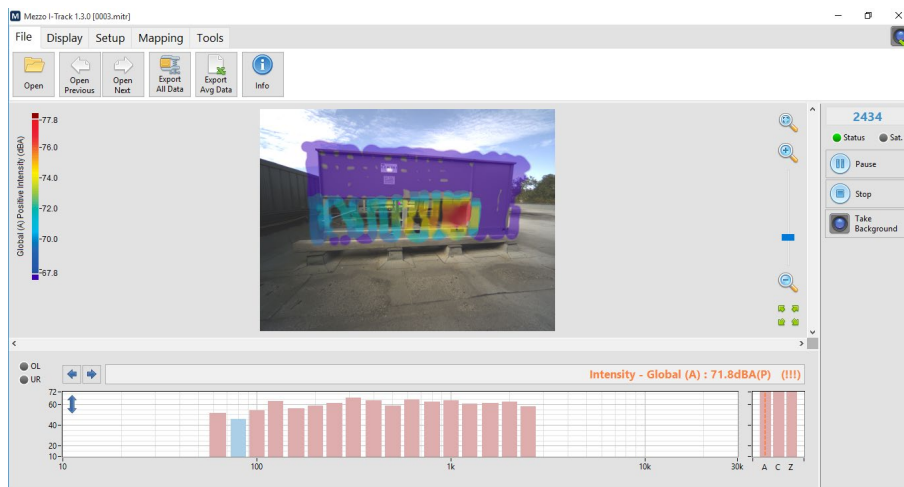 Mezzo I-Track 1.3.0 [0003.mitr]
File Display Setup Mapping Tools
Open
Open Previous
Open Next
Export All Data
Export Avg Data
Info
Global (A) Positive Intensity (dBA)
77.8
76.0
74.0
72.0
70.0
67.8
2434
Status Sat.
Pause
Stop
Take Background
OL
UR
Intensity - Global (A) : 71.8dBA(P) (!!!)
72
60
40
20
10
10 100 1k 10k 30k
A C Z